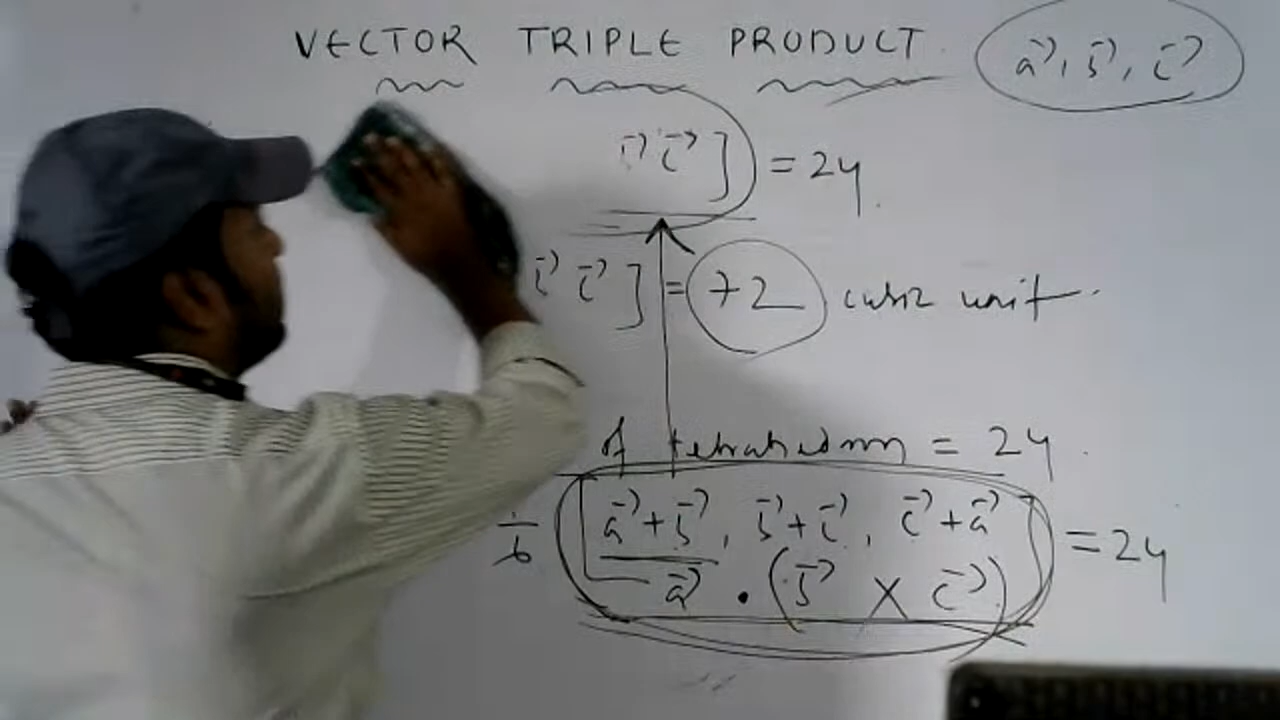 VECTOR TRIPLE PRODUCT a⃗, b⃗, c⃗
c⃗ ] = 24
c⃗ ] = 72 cubic unit.
of tetrahedron = 24.
1/6 [ a⃗+b⃗, b⃗+c⃗, c⃗+a⃗ ] = 24
a⃗ . (b⃗ X c⃗)